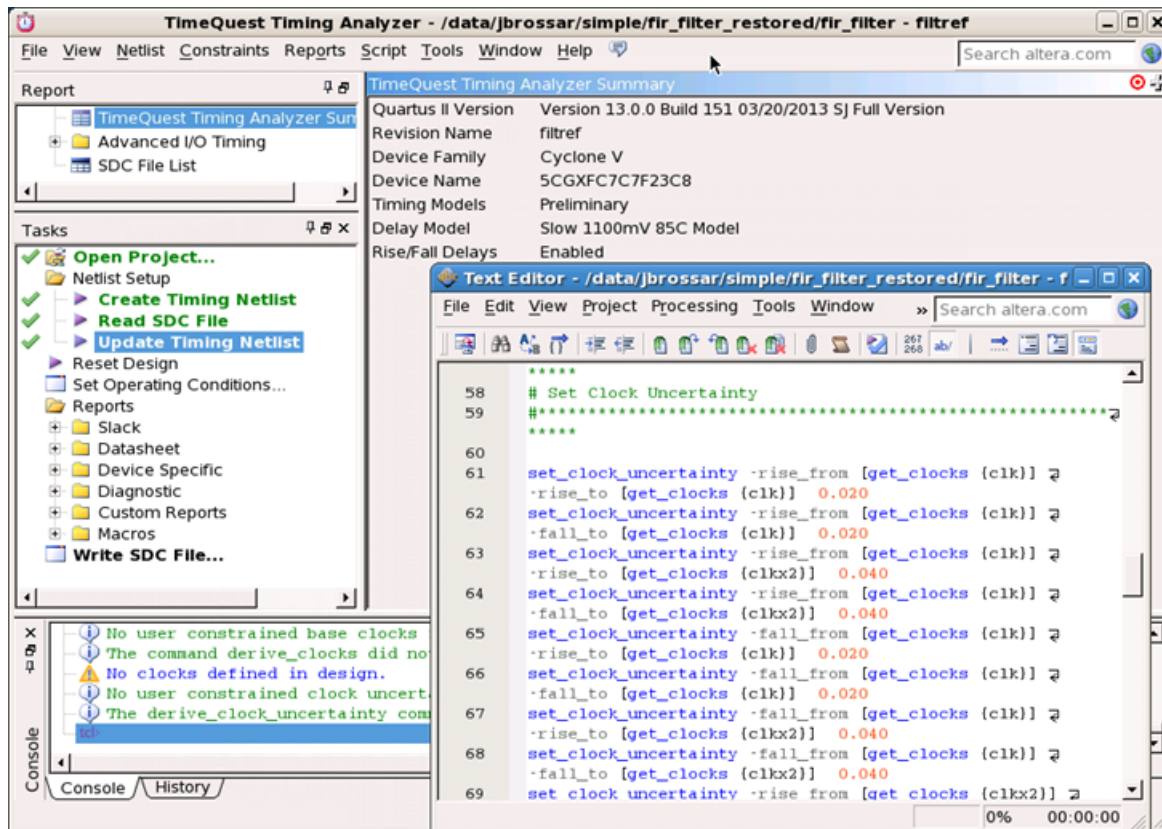 TimeQuest Timing Analyzer - /data/jbrossar/simple/fir_filter_restored/fir_filter - filtref
File View Netlist Constraints Reports Script Tools Window Help
Search altera.com
Report
TimeQuest Timing Analyzer Sun
Advanced I/O Timing
SDC File List
TimeQuest Timing Analyzer Summary
Quartus II Version Version 13.0.0 Build 151 03/20/2013 SJ Full Version
Revision Name filtref
Device Family Cyclone V
Device Name 5CGXFC7C7F23C8
Timing Models Preliminary
Delay Model Slow 1100mV 85C Model
Rise/Fall Delays Enabled
Tasks
Open Project...
Netlist Setup
Create Timing Netlist
Read SDC File
Update Timing Netlist
Reset Design
Set Operating Conditions...
Reports
Slack
Datasheet
Device Specific
Diagnostic
Custom Reports
Macros
Write SDC File...
Text Editor - /data/jbrossar/simple/fir_filter_restored/fir_filter - f
File Edit View Project Processing Tools Window » Search altera.com
267
268 ab/
*****
58 # Set Clock Uncertainty
59 #************************************************************
*****
60
61 set_clock_uncertainty -rise_from [get_clocks {clk}]
-rise_to [get_clocks {clk}] 0.020
62 set_clock_uncertainty -rise_from [get_clocks {clk}]
-fall_to [get_clocks {clk}] 0.020
63 set_clock_uncertainty -rise_from [get_clocks {clk}]
-rise_to [get_clocks {clkx2}] 0.040
64 set_clock_uncertainty -rise_from [get_clocks {clk}]
-fall_to [get_clocks {clkx2}] 0.040
65 set_clock_uncertainty -fall_from [get_clocks {clk}]
-rise_to [get_clocks {clk}] 0.020
66 set_clock_uncertainty -fall_from [get_clocks {clk}]
-fall_to [get_clocks {clk}] 0.020
67 set_clock_uncertainty -fall_from [get_clocks {clk}]
-rise_to [get_clocks {clkx2}] 0.040
68 set_clock_uncertainty -fall_from [get_clocks {clk}]
-fall_to [get_clocks {clkx2}] 0.040
69 set_clock_uncertainty -rise_from [get_clocks {clkx2}]
0% 00:00:00
No user constrained base clocks
The command derive_clocks did no
No clocks defined in design.
No user constrained clock uncert
The derive_clock_uncertainty com
tcl>
Console
Console History